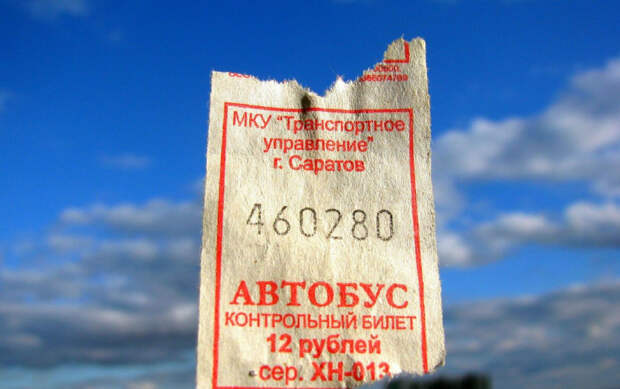 МКУ "Транспортное
управление"
г. Саратов
460280
АВТОБУС
КОНТРОЛЬНЫЙ БИЛЕТ
12 рублей
сер. ХН-013